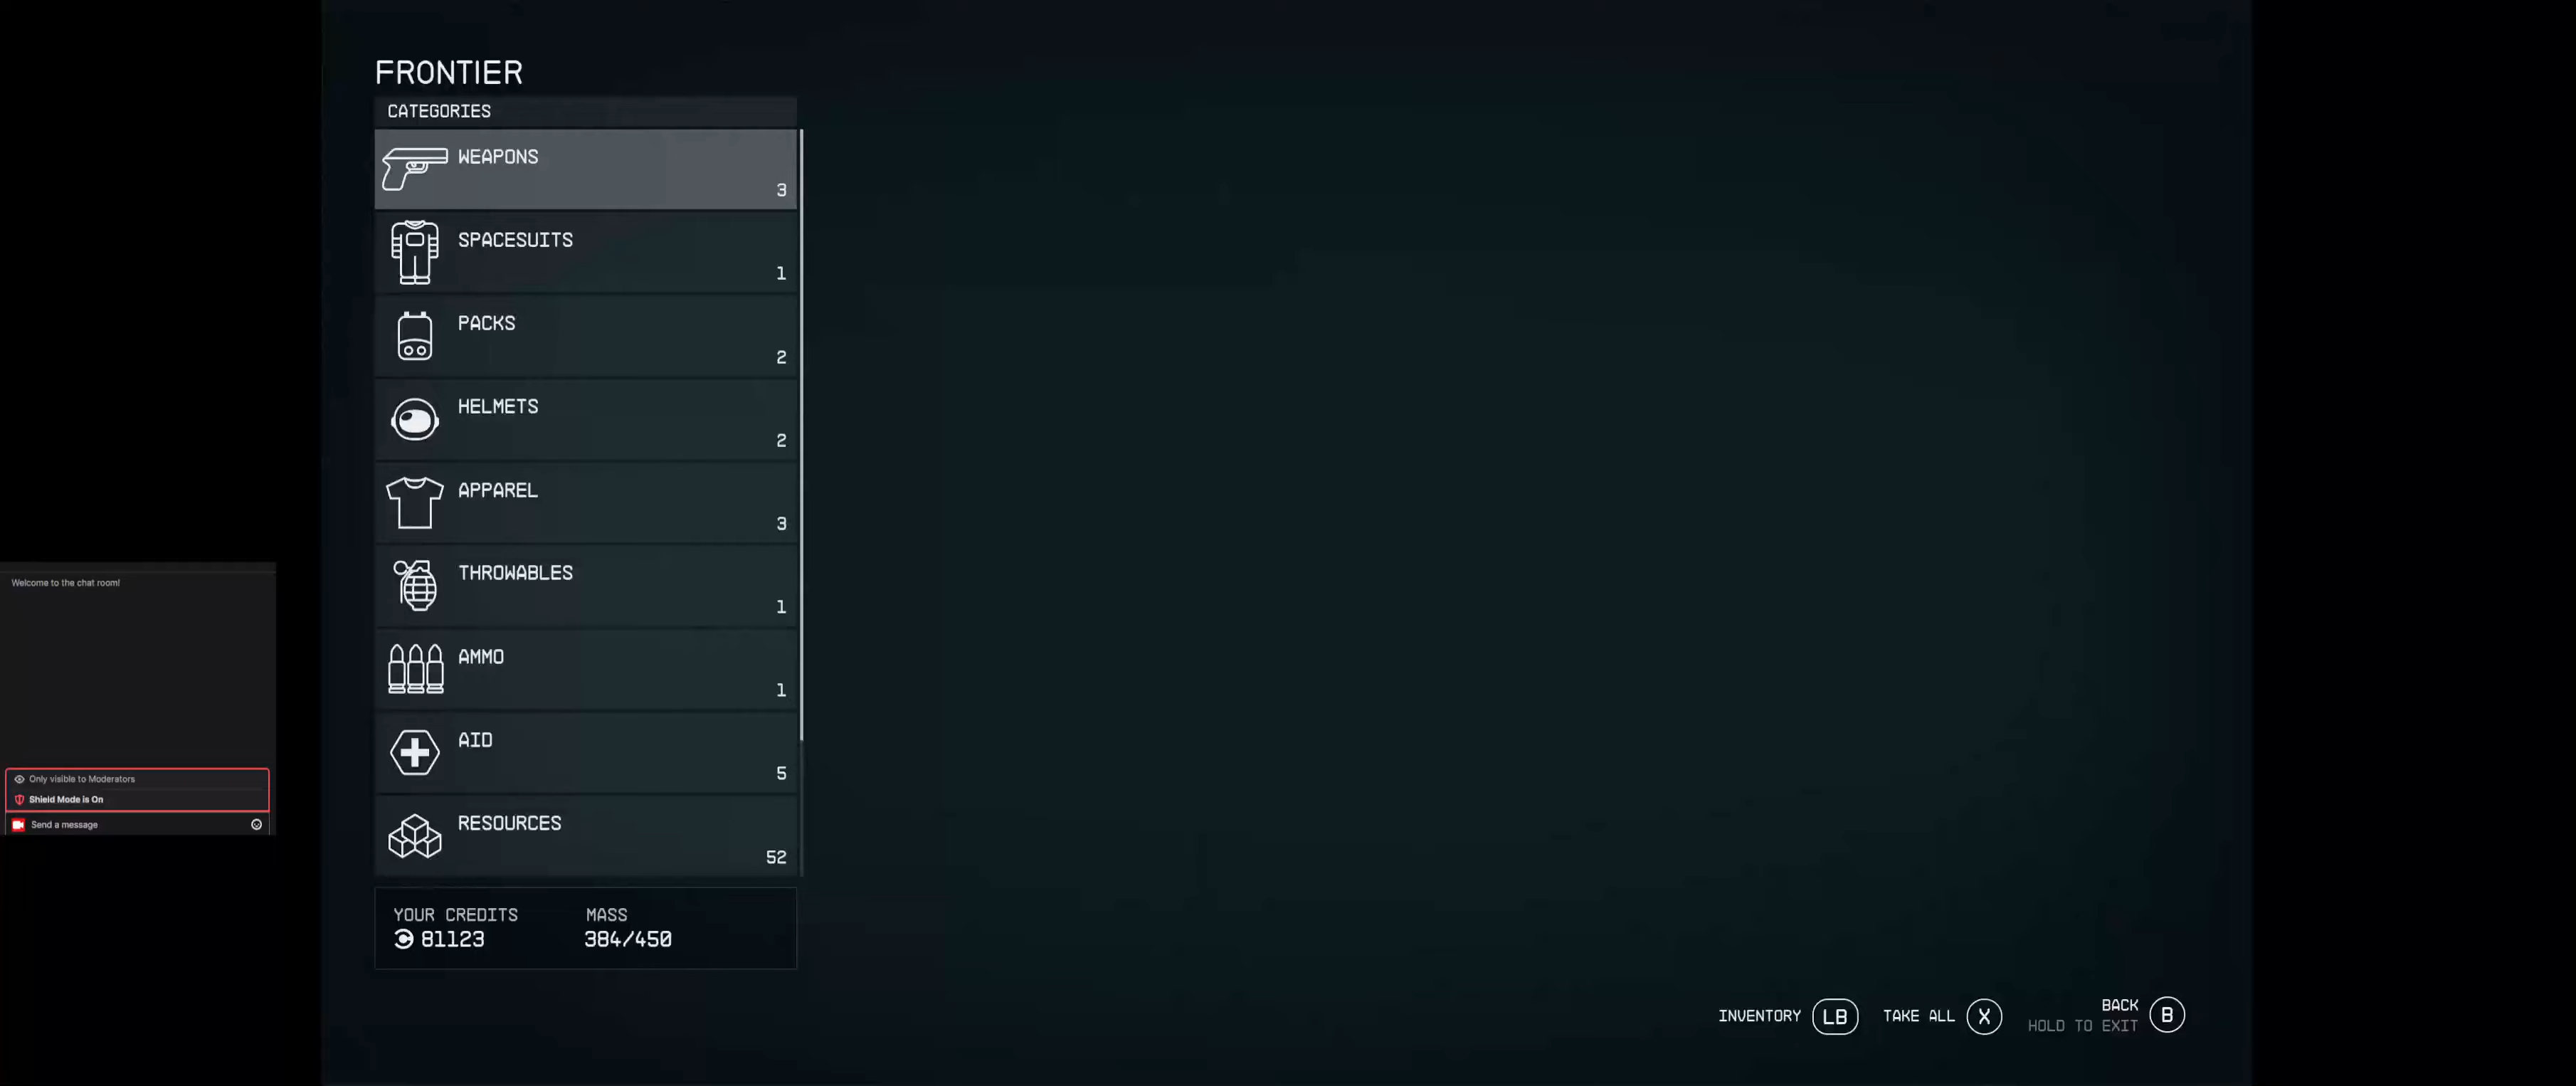 FRONTIER
CATEGORIES
WEAPONS
3
SPACESUITS
1
PACKS
2
HELMETS
2
APPAREL
3
THROWABLES
1
AMMO
1
AID
5
RESOURCES
52
YOUR CREDITS
81123
MASS
384/450
Welcome to the chat room!
Only visible to Moderators
Shield Mode is On
Send a message
INVENTORY LB
TAKE ALL X
BACK B
HOLD TO EXIT